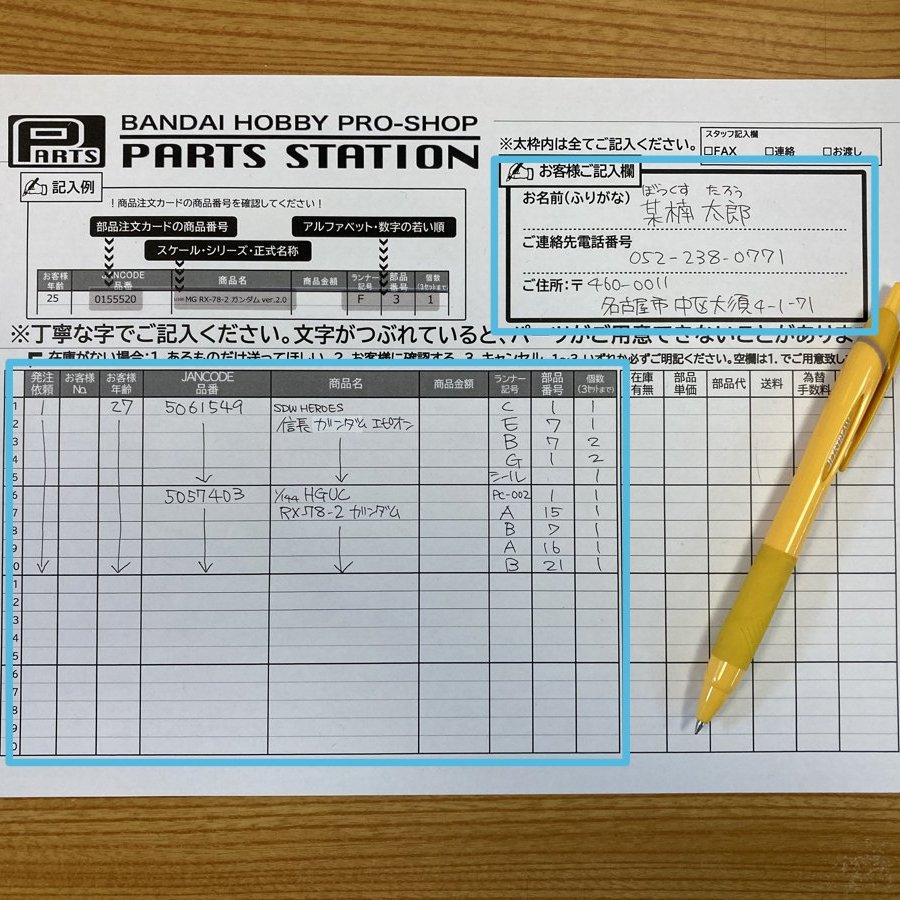 PARTS
BANDAI HOBBY PRO-SHOP
PARTS STATION
※太枠内は全てご記入ください。
スタッフ記入欄
□FAX □連絡 □お渡し
記入例
！商品注文カードの商品番号を確認してください！
部品注文カードの商品番号
アルファベット・数字の若い順
スケール・シリーズ・正式名称
お客様年齢 JANCODE品番 商品名 商品金額 ランナー記号 部品番号 個数(3セットまで)
25 0155520 MG RX-78-2 ガンダム ver.2.0 F 3 1
お客様ご記入欄
ぼっくす たろう
お名前(ふりがな) 某楠 太郎
ご連絡先電話番号
052-238-0771
ご住所:〒460-0011
名古屋市 中区大須4-1-71
※丁寧な字でご記入ください。文字がつぶれていると、パーツがご用意できないことがありま
在庫がない場合:1、あるものだけ送ってほしい 2、お客様に確認する 3、キャンセル 1~3 いずれか必ずご明記ください。空欄は1、でご用意致し
発注依頼 お客様No. お客様年齢 JANCODE品番 商品名 商品金額 ランナー記号 部品番号 個数(3セットまで) 在庫有無 部品単価 部品代 送料 為替手数料
1 1 27 5061549 SDW HEROES C 1 1
2 信長ガンダム エピオン E 7 1
3 B 7 2
4 G 1 2
5 シール 1
6 5057403 1/144 HGUC PC-002 1 1
7 RX-78-2 ガンダム A 15 1
8 B 7 1
9 A 16 1
0 B 21 1
1
2
3
4
5
6
7
8
9
0